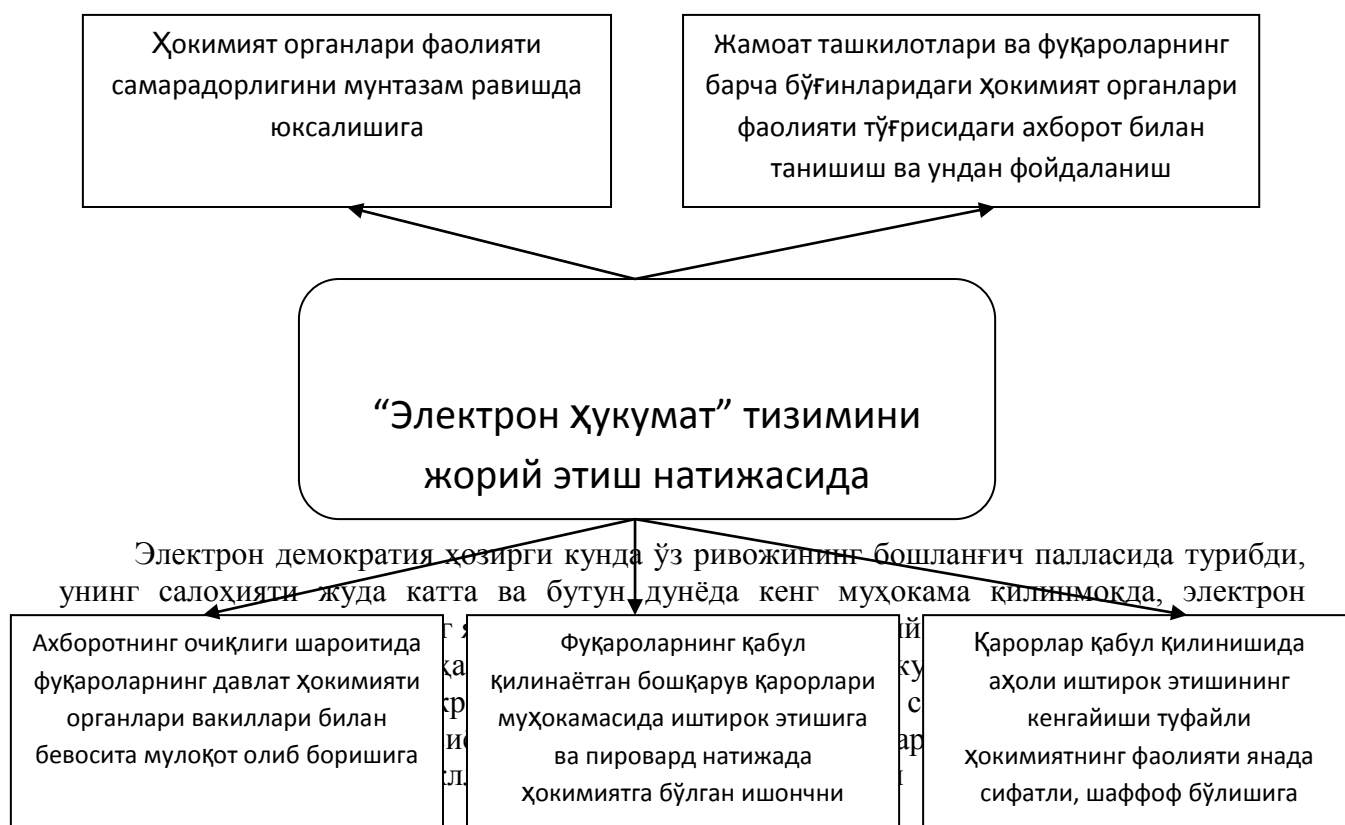 Ҳокимият органлари фаолияти
самарадорлигини мунтазам равишда
юксалишига
Жамоат ташкилотлари ва фуқароларнинг
барча бўғинларидаги ҳокимият органлари
фаолияти тўғрисидаги ахборот билан
танишиш ва ундан фойдаланиш
“Электрон ҳукумат” тизимини
жорий этиш натижасида
Электрон демократия ҳозирги кунда ўз ривожининг бошланғич палласида турибди,
унинг салоҳияти жуда катта ва бутун дунёда кенг муҳокама қилинмоқда, электрон
Ахборотнинг очиқлиги шароитида
фуқароларнинг давлат ҳокимияти
органлари вакиллари билан
бевосита мулоқот олиб боришига
Фуқароларнинг қабул
қилинаётган бошқарув қарорлари
муҳокамасида иштирок этишига
ва пировард натижада
ҳокимиятга бўлган ишончни
Қарорлар қабул қилинишида
аҳоли иштирок этишининг
кенгайиши туфайли
ҳокимиятнинг фаолияти янада
сифатли, шаффоф бўлишига